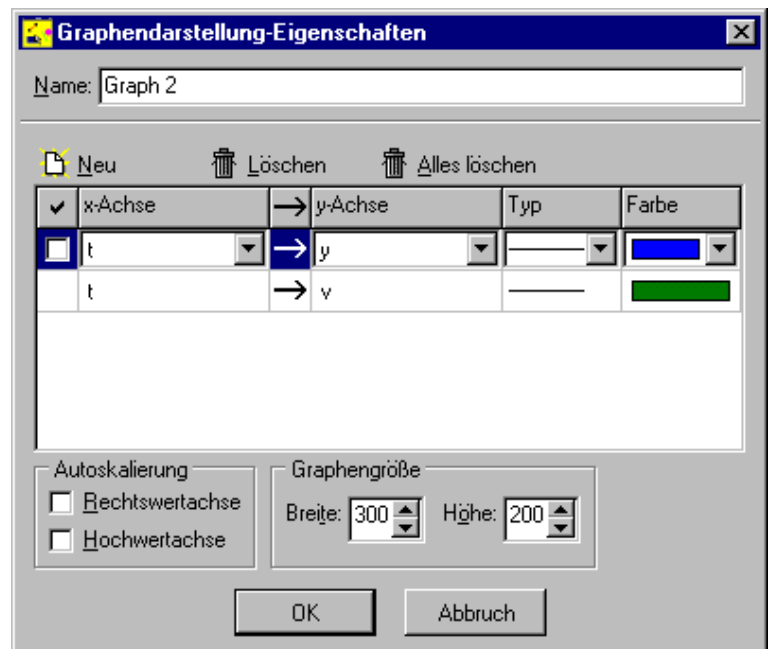 Graphendarstellung-Eigenschaften
Name: Graph 2
Neu Löschen Alles löschen
x-Achse → y-Achse Typ Farbe
t → y
t → v
Autoskalierung Graphengröße
Rechtswertachse Breite: 300 Höhe: 200
Hochwertachse
OK Abbruch